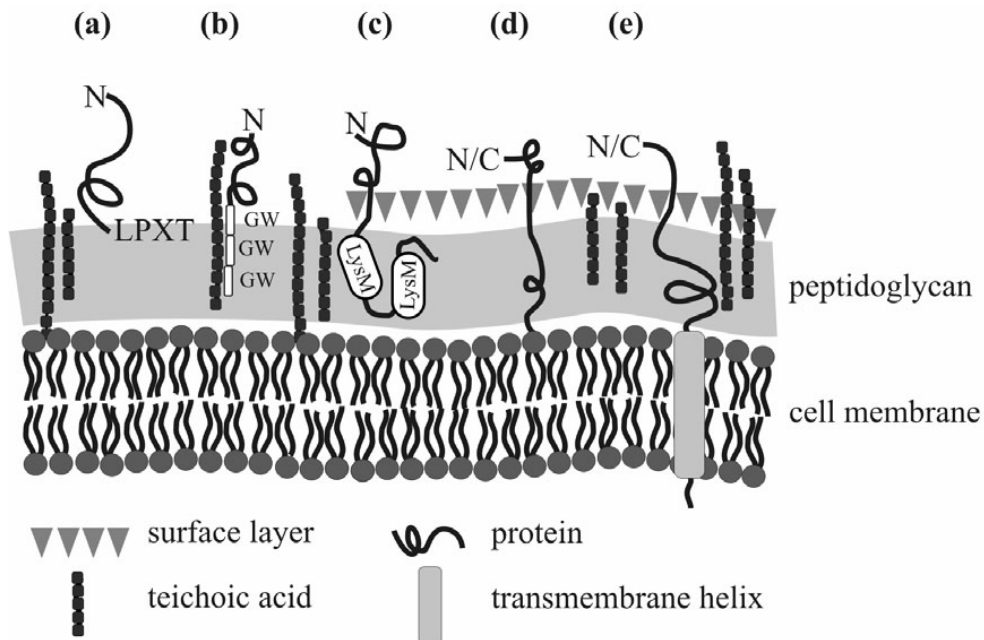 (a) (b) (c) (d) (e)
N
N
N
N/C
N/C
LPXT
GW
GW
GW
LysM
LysM
peptidoglycan
cell membrane
surface layer
protein
teichoic acid
transmembrane helix